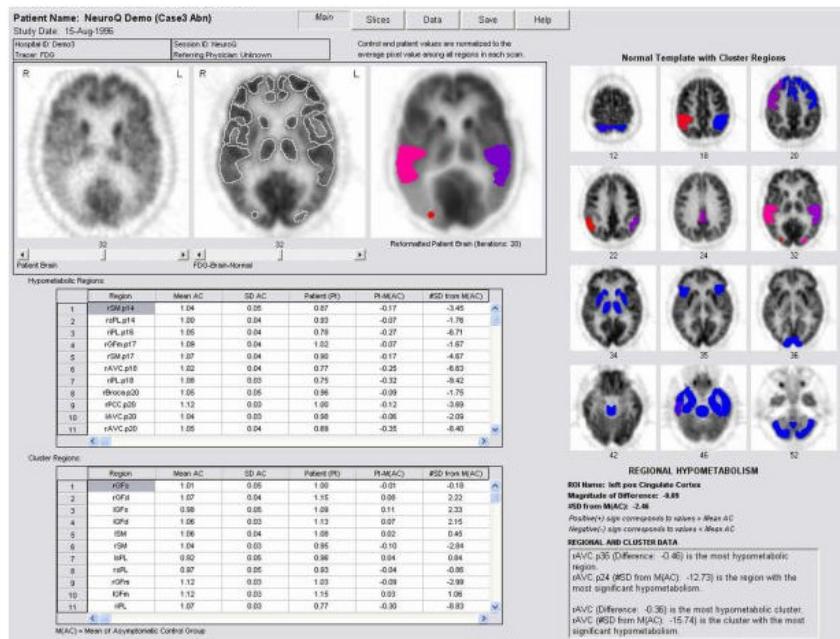 Patient Name: NeuroQ Demo (Case3 Abn)
Main Slices Data Save Help
Study Date: 15-Aug-1996
Hospital ID: Demo3 Session ID: NeuroQ
Tracer: FDG Referring Physician: Unknown
Control and patient values are normalized to the
average pixel value among all regions in each scan.
R L R L
32 32
Patient Brain FDG-Brain-Normal Reformatted Patient Brain (Iterations: 20)
Normal Template with Cluster Regions
12 18 20
22 24 32
34 35 36
42 46 52
Hypometabolic Regions:
Region Mean AC SD AC Patient (Pt) Pt-M(AC) #SD from M(AC)
1 rSM.p14 1.04 0.05 0.87 -0.17 -3.45
2 rsPL.p14 1.00 0.04 0.93 -0.07 -1.76
3 riPL.p16 1.05 0.04 0.78 -0.27 -6.71
4 rGFm.p17 1.09 0.04 1.02 -0.07 -1.67
5 rSM.p17 1.07 0.04 0.90 -0.17 -4.67
6 rAVC.p18 1.02 0.04 0.77 -0.25 -6.63
7 riPL.p18 1.08 0.03 0.75 -0.32 -9.42
8 rBroca.p20 1.05 0.05 0.96 -0.09 -1.75
9 rPCC.p20 1.12 0.03 1.00 -0.12 -3.69
10 lAVC.p20 1.04 0.03 0.98 -0.06 -2.09
11 rAVC.p20 1.05 0.04 -0.35 -8.40
Cluster Regions:
Region Mean AC SD AC Patient (Pt) Pt-M(AC) #SD from M(AC)
1 rGFs 1.01 0.05 1.00 -0.01 -0.18
2 rGFd 1.07 0.04 1.15 0.08 2.22
3 lGFs 0.98 0.05 1.09 0.11 2.33
4 lGFd 1.06 0.03 1.13 0.07 2.15
5 lSM 1.06 0.04 1.08 0.02 0.45
6 rSM 1.04 0.03 0.95 -0.10 -2.84
7 lsPL 0.92 0.05 0.96 0.04 0.84
8 rsPL 0.97 0.05 0.93 -0.04 -0.86
9 rGFm 1.12 0.03 1.03 -0.09 -2.99
10 lGFm 1.12 0.03 1.15 0.03 1.06
11 riPL 1.07 0.03 0.77 -0.30 -8.83
M(AC) = Mean of Asymptomatic Control Group
REGIONAL HYPOMETABOLISM
ROI Name: left pos Cingulate Cortex
Magnitude of Difference: -0.09
#SD from M(AC): -2.46
Positive(+) sign corresponds to values > Mean AC
Negative(-) sign corresponds to values < Mean AC
REGIONAL AND CLUSTER DATA
rAVC.p35 (Difference: -0.46) is the most hypometabolic
region.
rAVC.p24 (#SD from M(AC): -12.73) is the region with the
most significant hypometabolism.
rAVC (Difference: -0.36) is the most hypometabolic cluster.
rAVC (#SD from M(AC): -15.74) is the cluster with the most
significant hypometabolism.